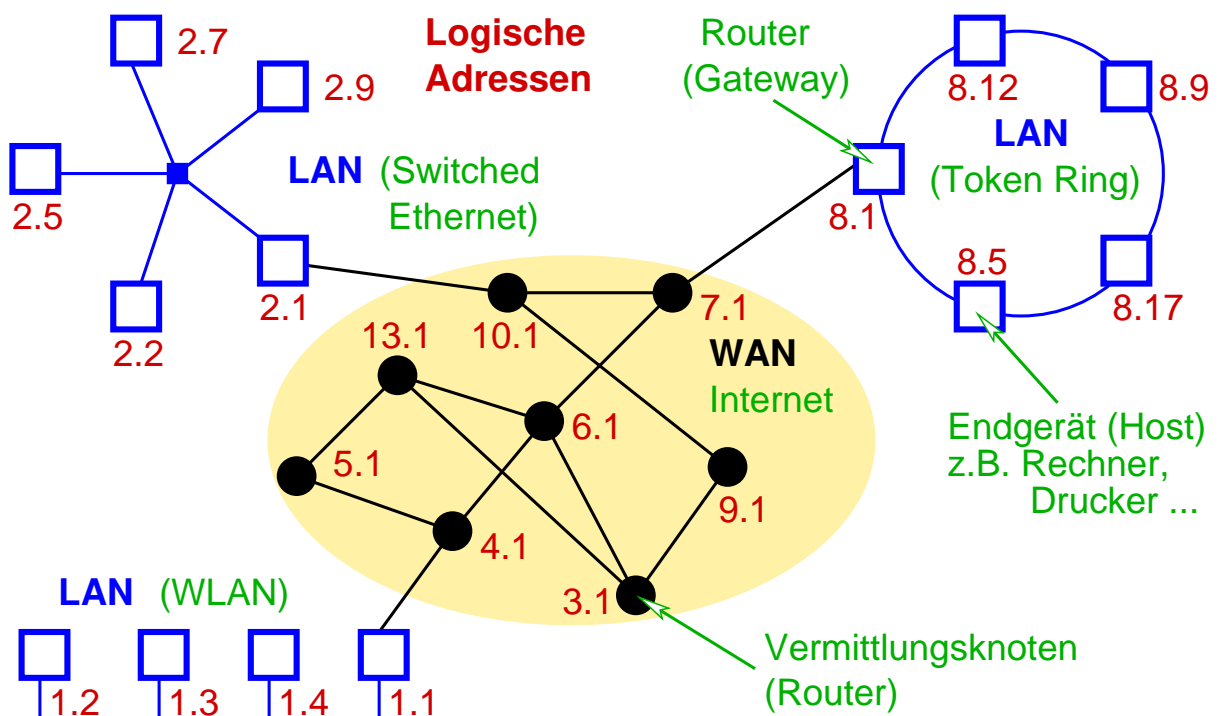 2.7
2.9
Logische
Adressen
Router
(Gateway)
8.12
8.9
LAN
(Token Ring)
LAN (Switched
Ethernet)
2.5
8.1
2.1
2.2
8.5
8.17
7.1
13.1
10.1
WAN
Internet
6.1
5.1
9.1
4.1
3.1
Endgerät (Host)
z.B. Rechner,
Drucker ...
LAN (WLAN)
1.2
1.3
1.4
1.1
Vermittlungsknoten
(Router)